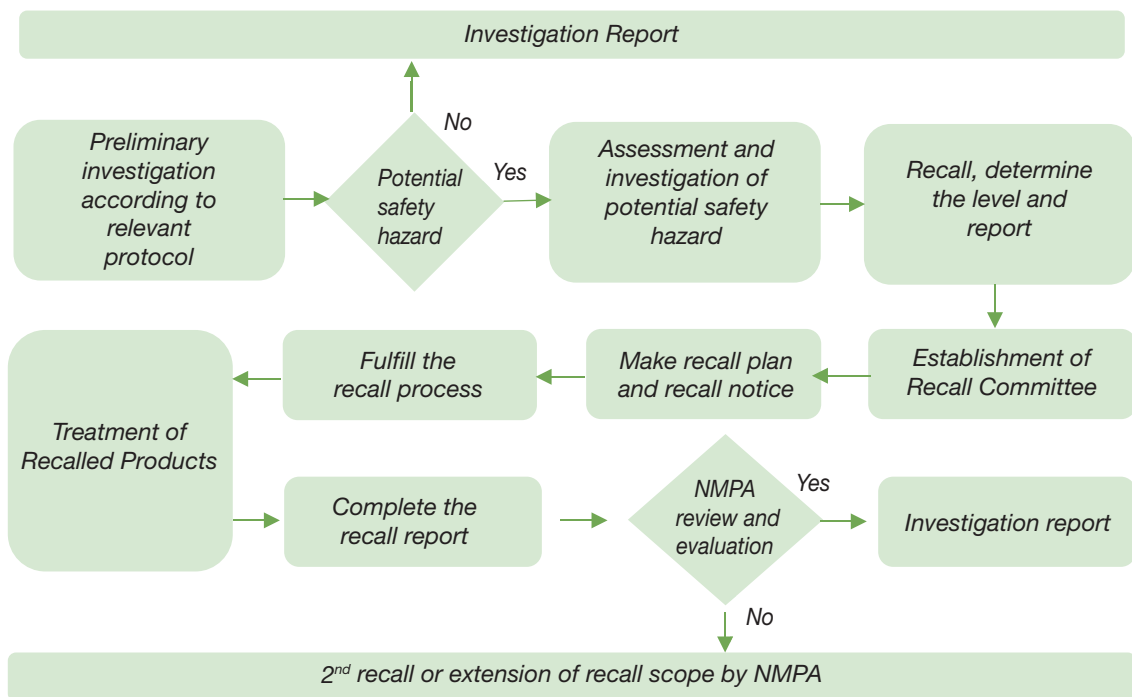 Investigation Report
No
Preliminary
investigation
according to
relevant
protocol
Potential
safety
hazard
Yes
Assessment and
investigation of
potential safety
hazard
Recall, determine
the level and
report
Establishment of
Recall Committee
Make recall plan
and recall notice
Fulfill the
recall process
Treatment of
Recalled Products
Complete the
recall report
NMPA
review and
evaluation
Yes
Investigation report
No
2nd recall or extension of recall scope by NMPA